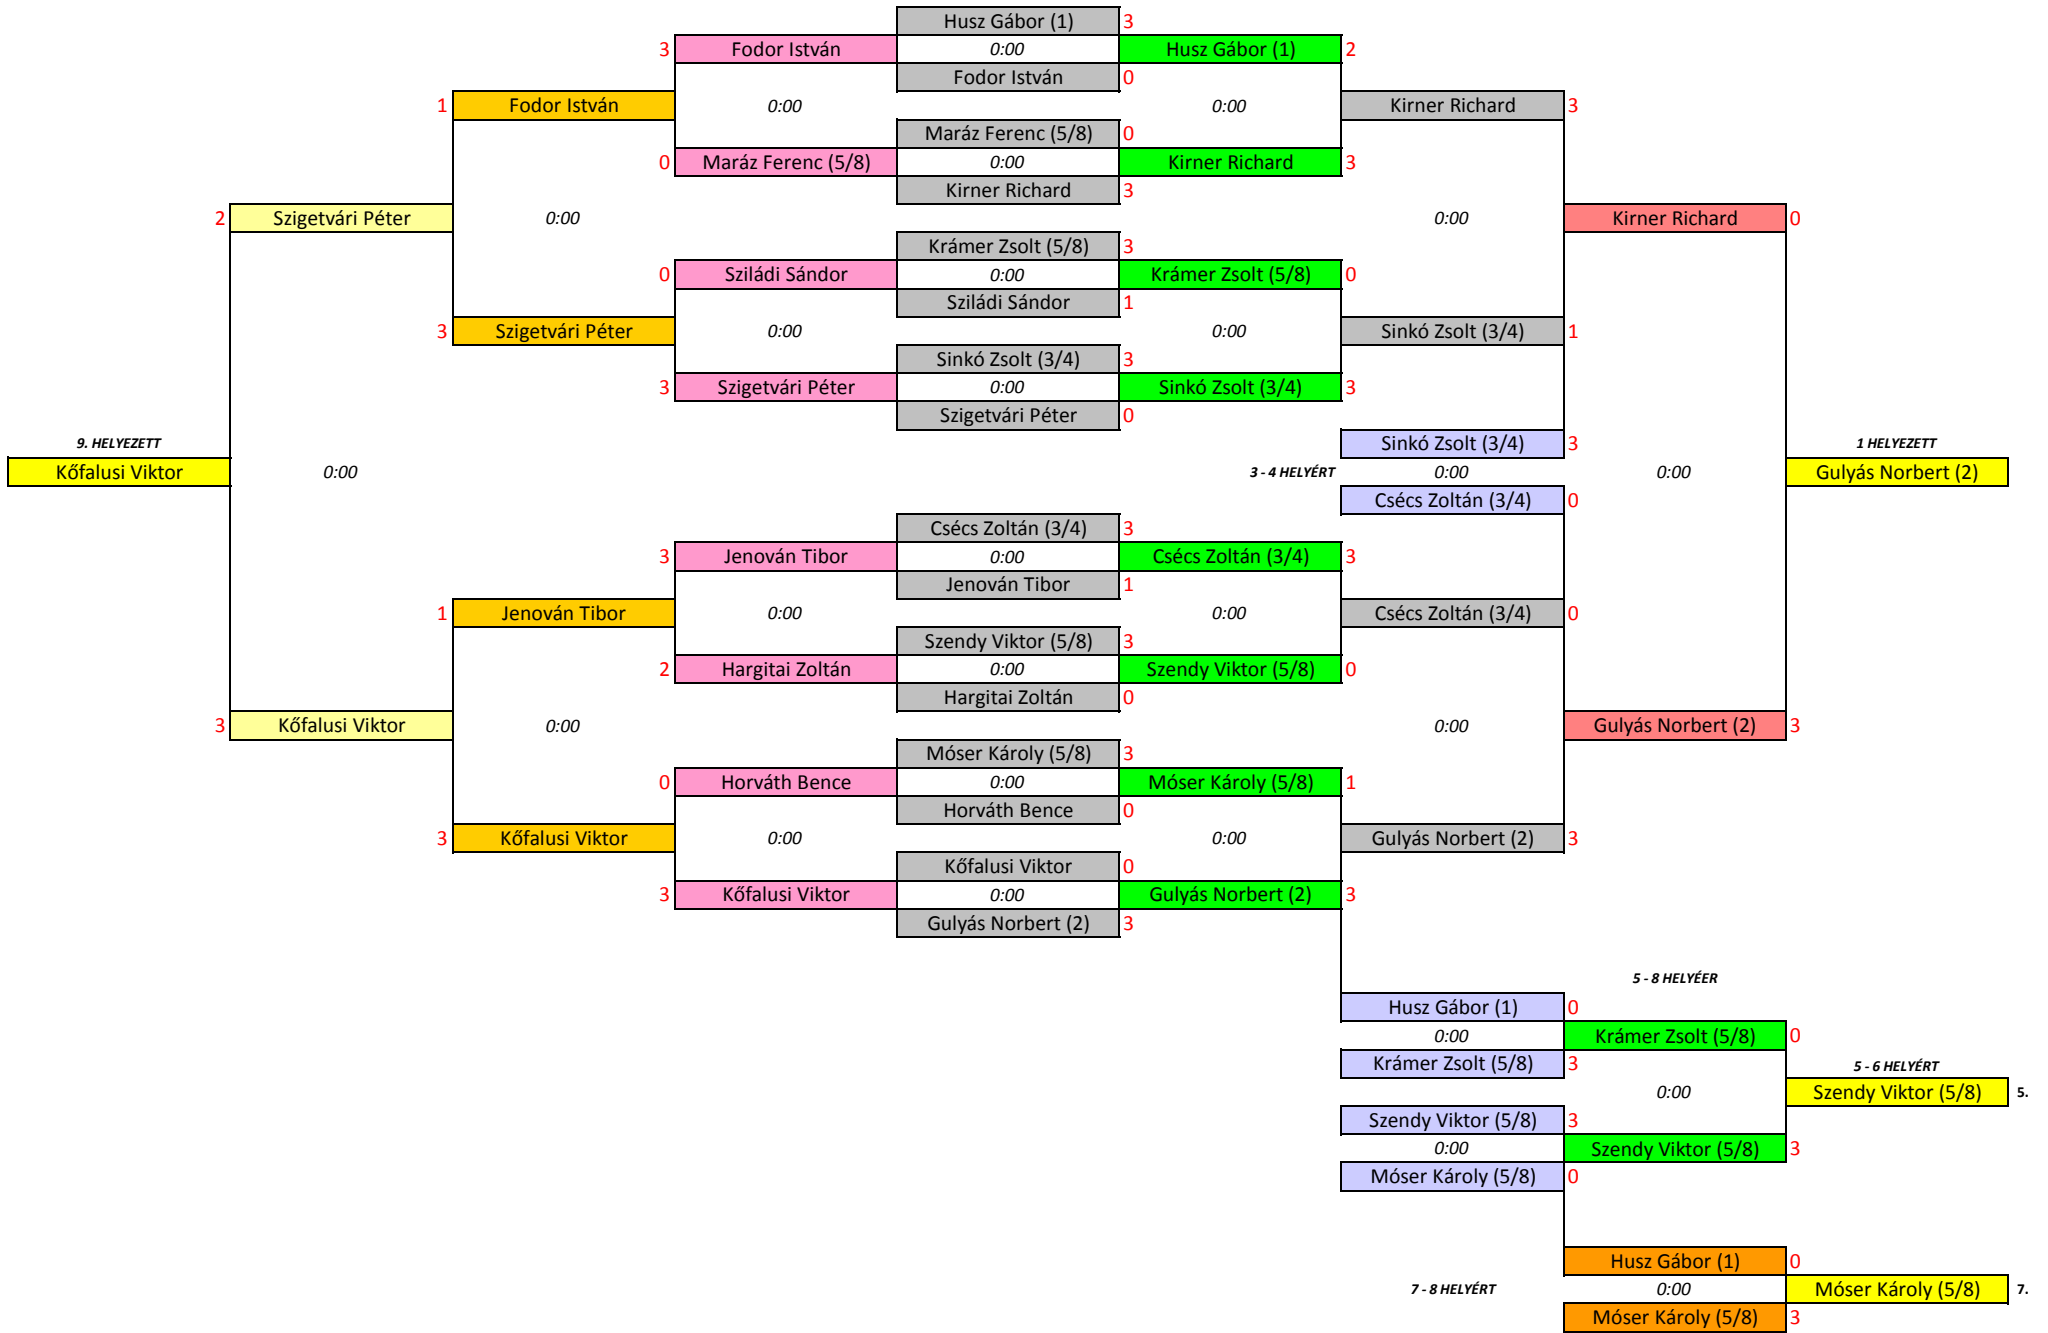 Husz Gábor (1) 3
3 Fodor István 0:00 Husz Gábor (1) 2
Fodor István 0
1 Fodor István 0:00 0:00 Kirner Richard 3
Maráz Ferenc (5/8) 0
0 Maráz Ferenc (5/8) 0:00 Kirner Richard 3
Kirner Richard 3
2 Szigetvári Péter 0:00 0:00 Kirner Richard 0
Krámer Zsolt (5/8) 3
0 Sziládi Sándor 0:00 Krámer Zsolt (5/8) 0
Sziládi Sándor 1
3 Szigetvári Péter 0:00 0:00 Sinkó Zsolt (3/4) 1
Sinkó Zsolt (3/4) 3
3 Szigetvári Péter 0:00 Sinkó Zsolt (3/4) 3
Szigetvári Péter 0
9. HELYEZETT Sinkó Zsolt (3/4) 3 1 HELYEZETT
Kőfalusi Viktor 0:00 3 - 4 HELYÉRT 0:00 0:00 Gulyás Norbert (2)
Csécs Zoltán (3/4) 0
Csécs Zoltán (3/4) 3
3 Jenován Tibor 0:00 Csécs Zoltán (3/4) 3
Jenován Tibor 1
1 Jenován Tibor 0:00 0:00 Csécs Zoltán (3/4) 0
Szendy Viktor (5/8) 3
2 Hargitai Zoltán 0:00 Szendy Viktor (5/8) 0
Hargitai Zoltán 0
3 Kőfalusi Viktor 0:00 0:00 Gulyás Norbert (2) 3
Móser Károly (5/8) 3
0 Horváth Bence 0:00 Móser Károly (5/8) 1
Horváth Bence 0
3 Kőfalusi Viktor 0:00 0:00 Gulyás Norbert (2) 3
Kőfalusi Viktor 0
3 Kőfalusi Viktor 0:00 Gulyás Norbert (2) 3
Gulyás Norbert (2) 3
5 - 8 HELYÉER
Husz Gábor (1) 0
0:00 Krámer Zsolt (5/8) 0
Krámer Zsolt (5/8) 3 5 - 6 HELYÉRT
0:00 Szendy Viktor (5/8) 5.
Szendy Viktor (5/8) 3
0:00 Szendy Viktor (5/8) 3
Móser Károly (5/8) 0
Husz Gábor (1) 0
7 - 8 HELYÉRT 0:00 Móser Károly (5/8) 7.
Móser Károly (5/8) 3